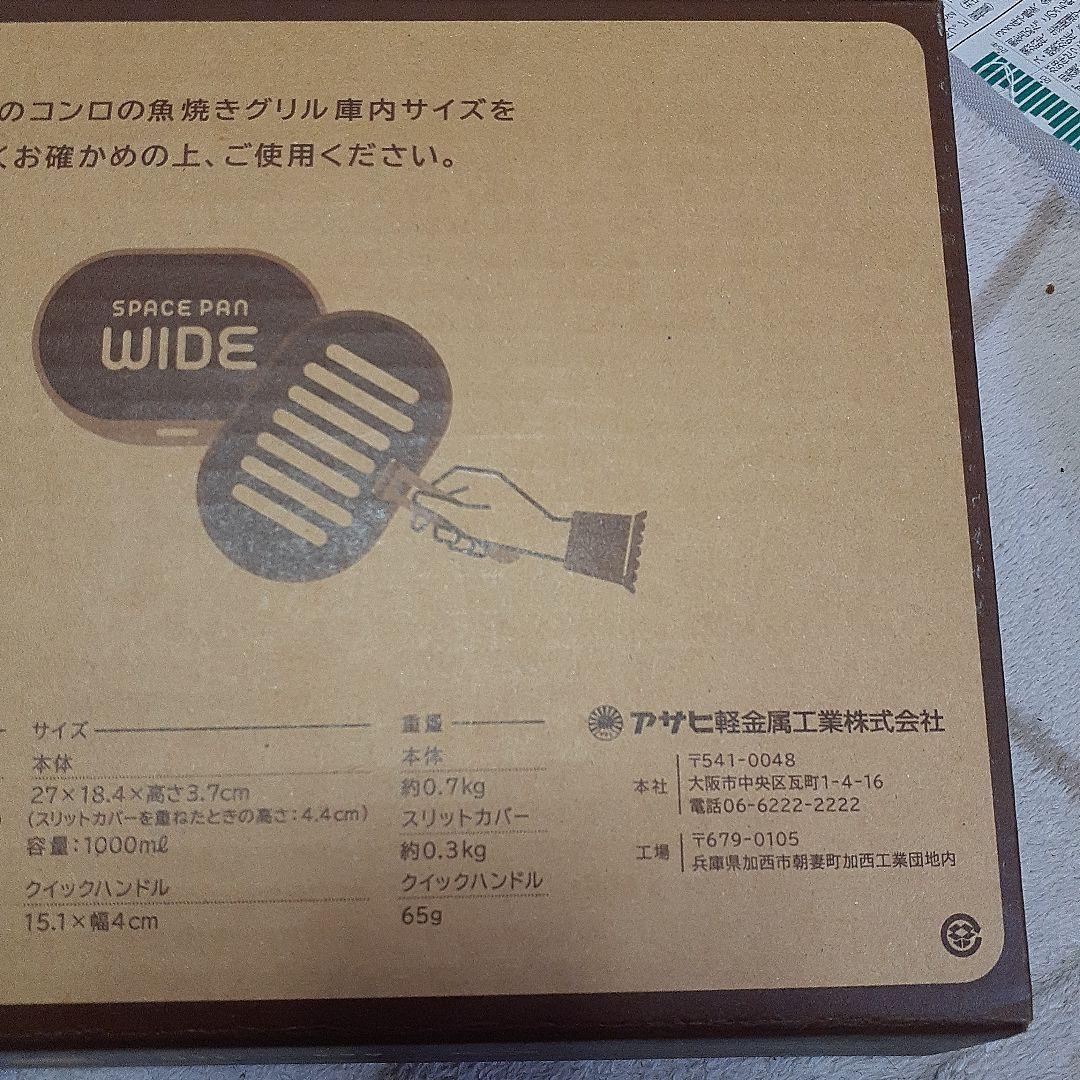 のコンロの魚焼きグリル庫内サイズを
くお確かめの上、ご使用ください。
SPACE PAN
WIDE
サイズ
本体
27×18.4×高さ3.7cm
(スリットカバーを重ねたときの高さ:4.4cm)
容量:1000mℓ
クイックハンドル
15.1×幅4cm
重量
本体
約0.7kg
スリットカバー
約0.3kg
クイックハンドル
65g
アサヒ軽金属工業株式会社
本社
〒541-0048
大阪市中央区瓦町1-4-16
電話06-6222-2222
工場
〒679-0105
兵庫県加西市朝妻町加西工業団地内